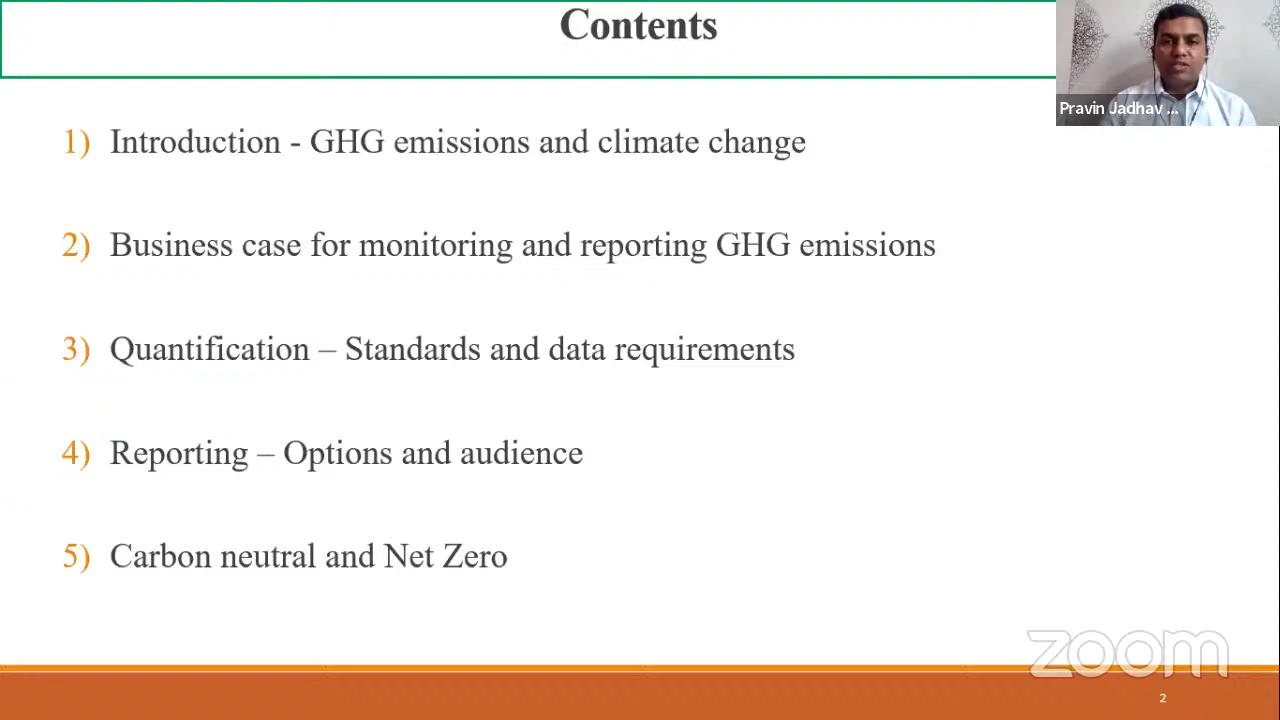 Contents
Pravin Jadhav ...
1) Introduction - GHG emissions and climate change
2) Business case for monitoring and reporting GHG emissions
3) Quantification – Standards and data requirements
4) Reporting – Options and audience
5) Carbon neutral and Net Zero
zoom
2